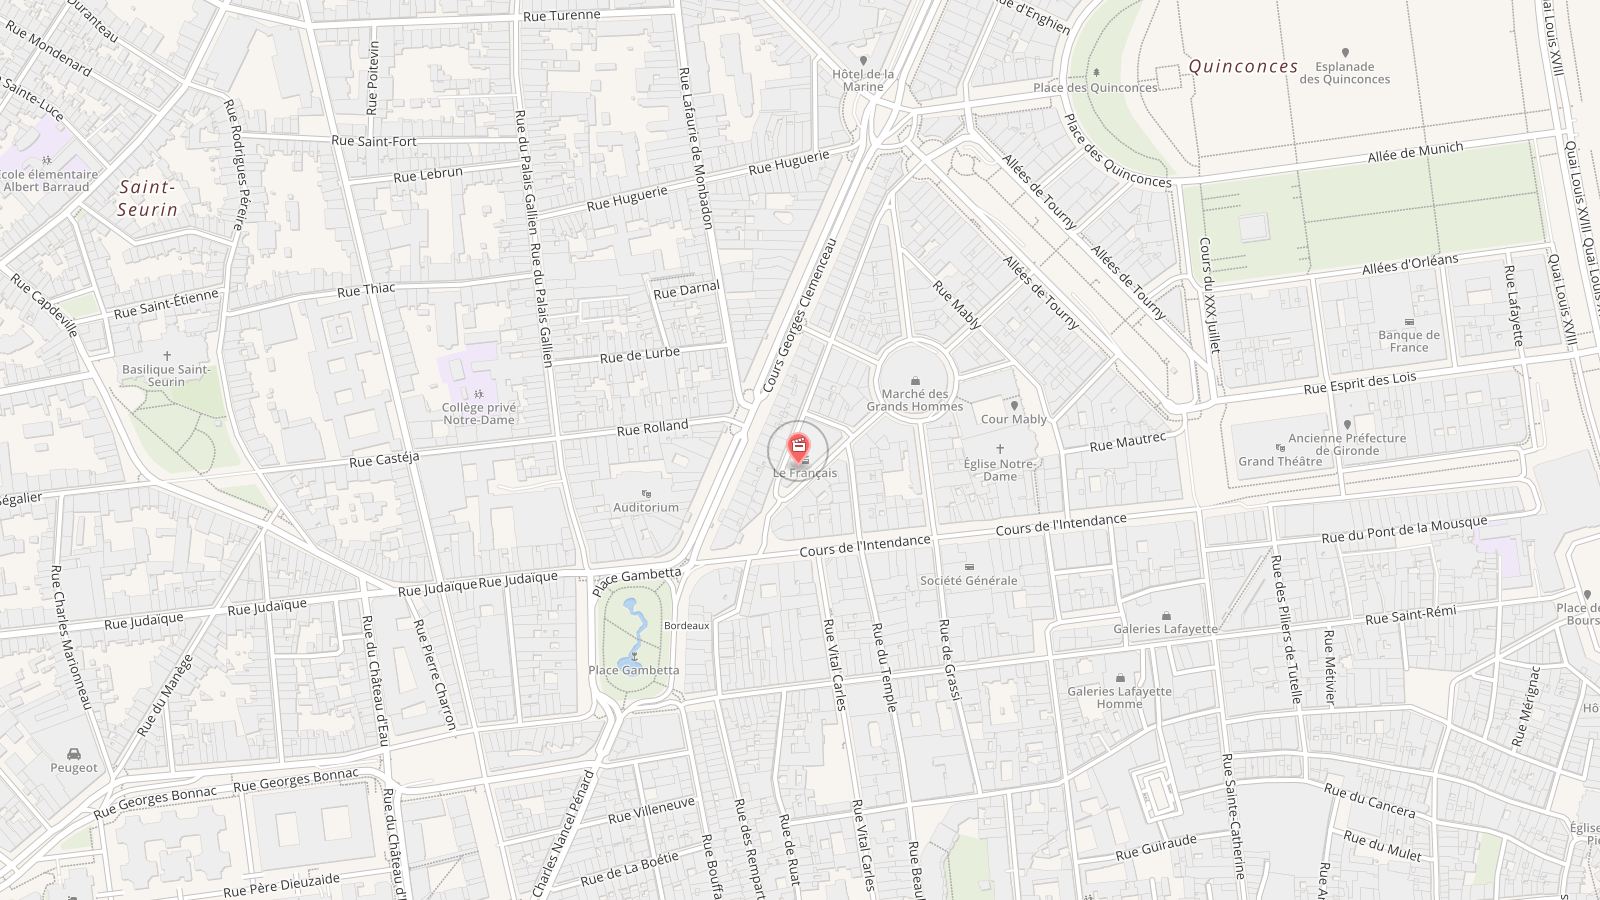 Duranteau
Rue Turenne
Rue d'Enghien
ai Louis XVIII
Rue Mondenard
Rue Poitevin
Hôtel de la
Marine
Quinconces
Esplanade
des Quinconces
Place des Quinconces
Sainte-Luce
Rue Rodrigues Péreire
Rue Saint-Fort
Rue du Palais Gallien
Rue Lafaurie de Monbadon
Rue Huguerie
Place des Quinconces
Allée de Munich
Quai Louis XVIII
École élémentaire
Albert Barraud
Saint-
Seurin
Rue Lebrun
Rue Huguerie
Allées de Tourny
Allées de Tourny
Allées de Tourny
Cours du XXX Juillet
Allées d'Orléans
Rue Lafayette
Quai Louis XVIII
Quai Louis
Rue Capdeville
Rue Saint-Étienne
Rue Thiac
Rue du Palais Gallien
Rue Darnal
Cours Georges Clemenceau
Rue Mably
Banque de
France
Basilique Saint-
Seurin
Rue de Lurbe
Collège privé
Notre-Dame
Marché des
Grands Hommes
Cour Mably
Rue Esprit des Lois
Rue Rolland
Rue Castéja
Rue Mautrec
Ancienne Préfecture
de Gironde
Grand Théâtre
Le Français
Église Notre-
Dame
Ségalier
Auditorium
Cours de l'Intendance
Cours de l'Intendance
Rue du Pont de la Mousque
Rue Charles Marionneau
Rue Judaïque
Rue Judaïque
Rue Judaïque
Rue Judaïque
Place Gambetta
Société Générale
Rue des Piliers de Tutelle
Bordeaux
Galeries Lafayette
Rue Saint-Rémi
Place de
Bours
Rue du Manège
Rue du Château d'Eau
Rue Pierre Charron
Place Gambetta
Rue Vital Carles
Rue du Temple
Rue de Grassi
Rue Métivier
Galeries Lafayette
Homme
Rue Mérignac
Hô
Peugeot
Rue Georges Bonnac
Rue Georges Bonnac
Rue Sainte-Catherine
Rue du Cancera
Rue du Château d'
Charles Nancel Pénard
Rue Villeneuve
Rue des Rempart
Rue de Ruat
Rue Vital Carles
Rue Guiraude
Rue du Mulet
Église
Pie
Rue de La Boétie
Rue Bouffa
Rue Beau
Rue Père Dieuzaide